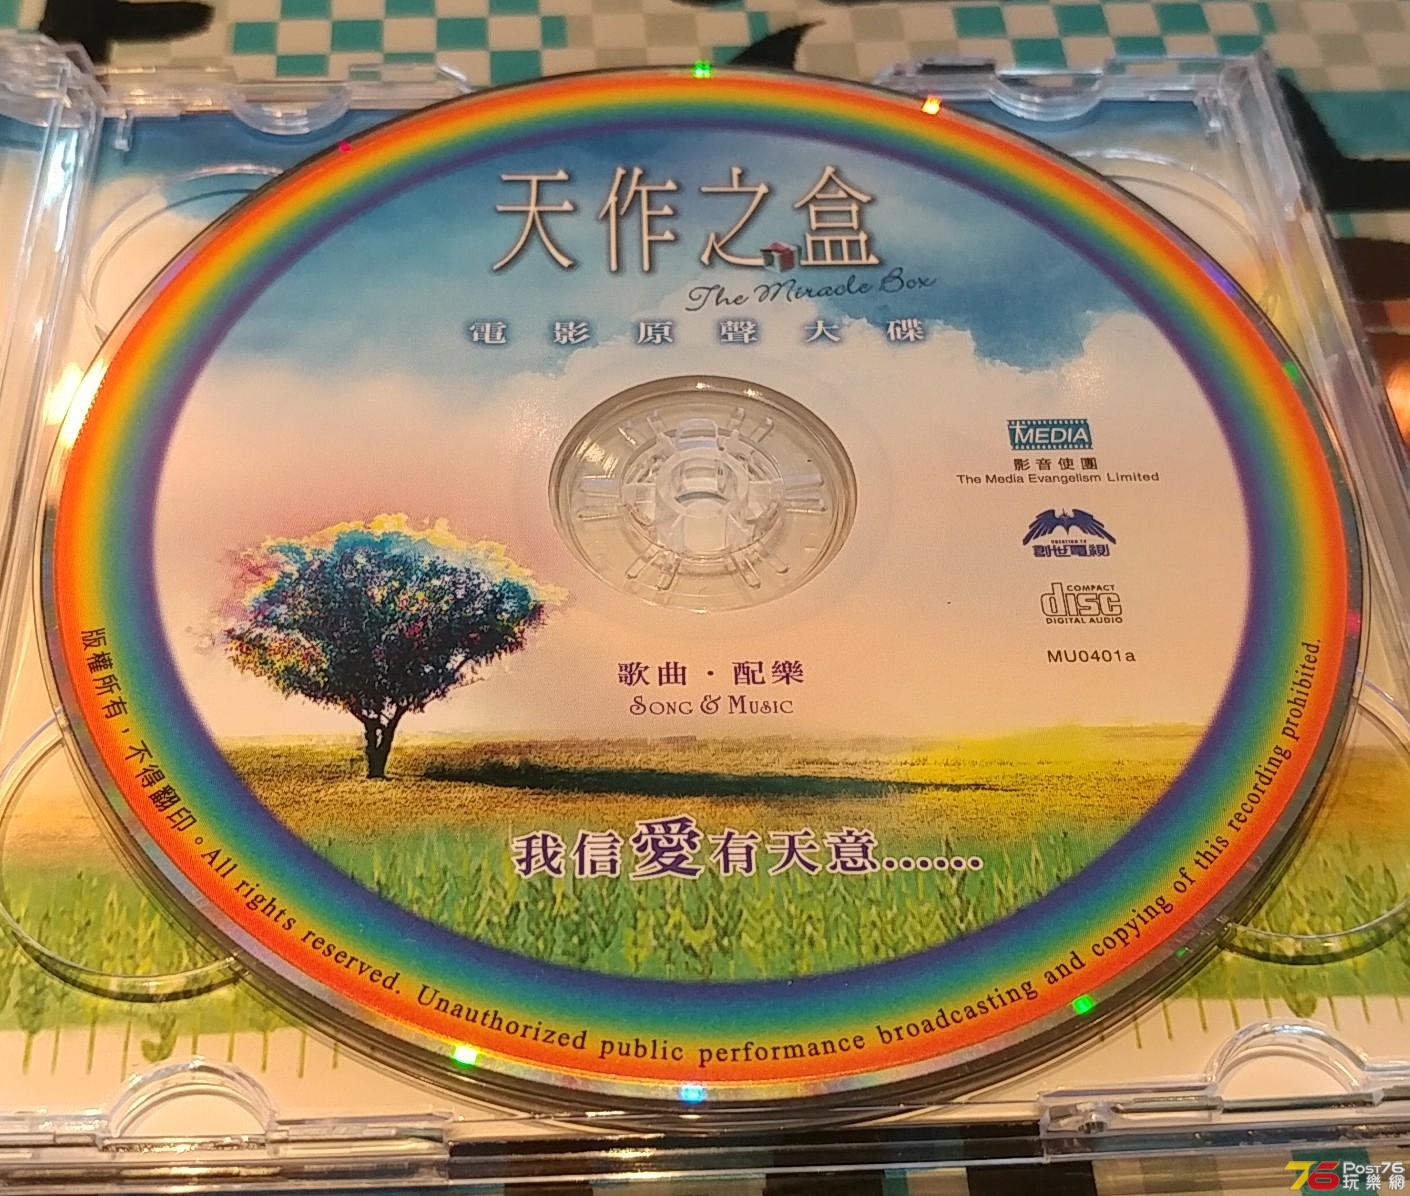 天作之盒
The Miracle Box
電影原聲大碟
MEDIA
影音使團
The Media Evangelism Limited
CREATION TV
創世電視
COMPACT
disc
DIGITAL AUDIO
MU0401a
歌曲・配樂
SONG & MUSIC
我信愛有天意......
版權所有，不得翻印。All rights reserved. Unauthorized public performance broadcasting and copying of this recording prohibited.
76 Post76
玩樂網